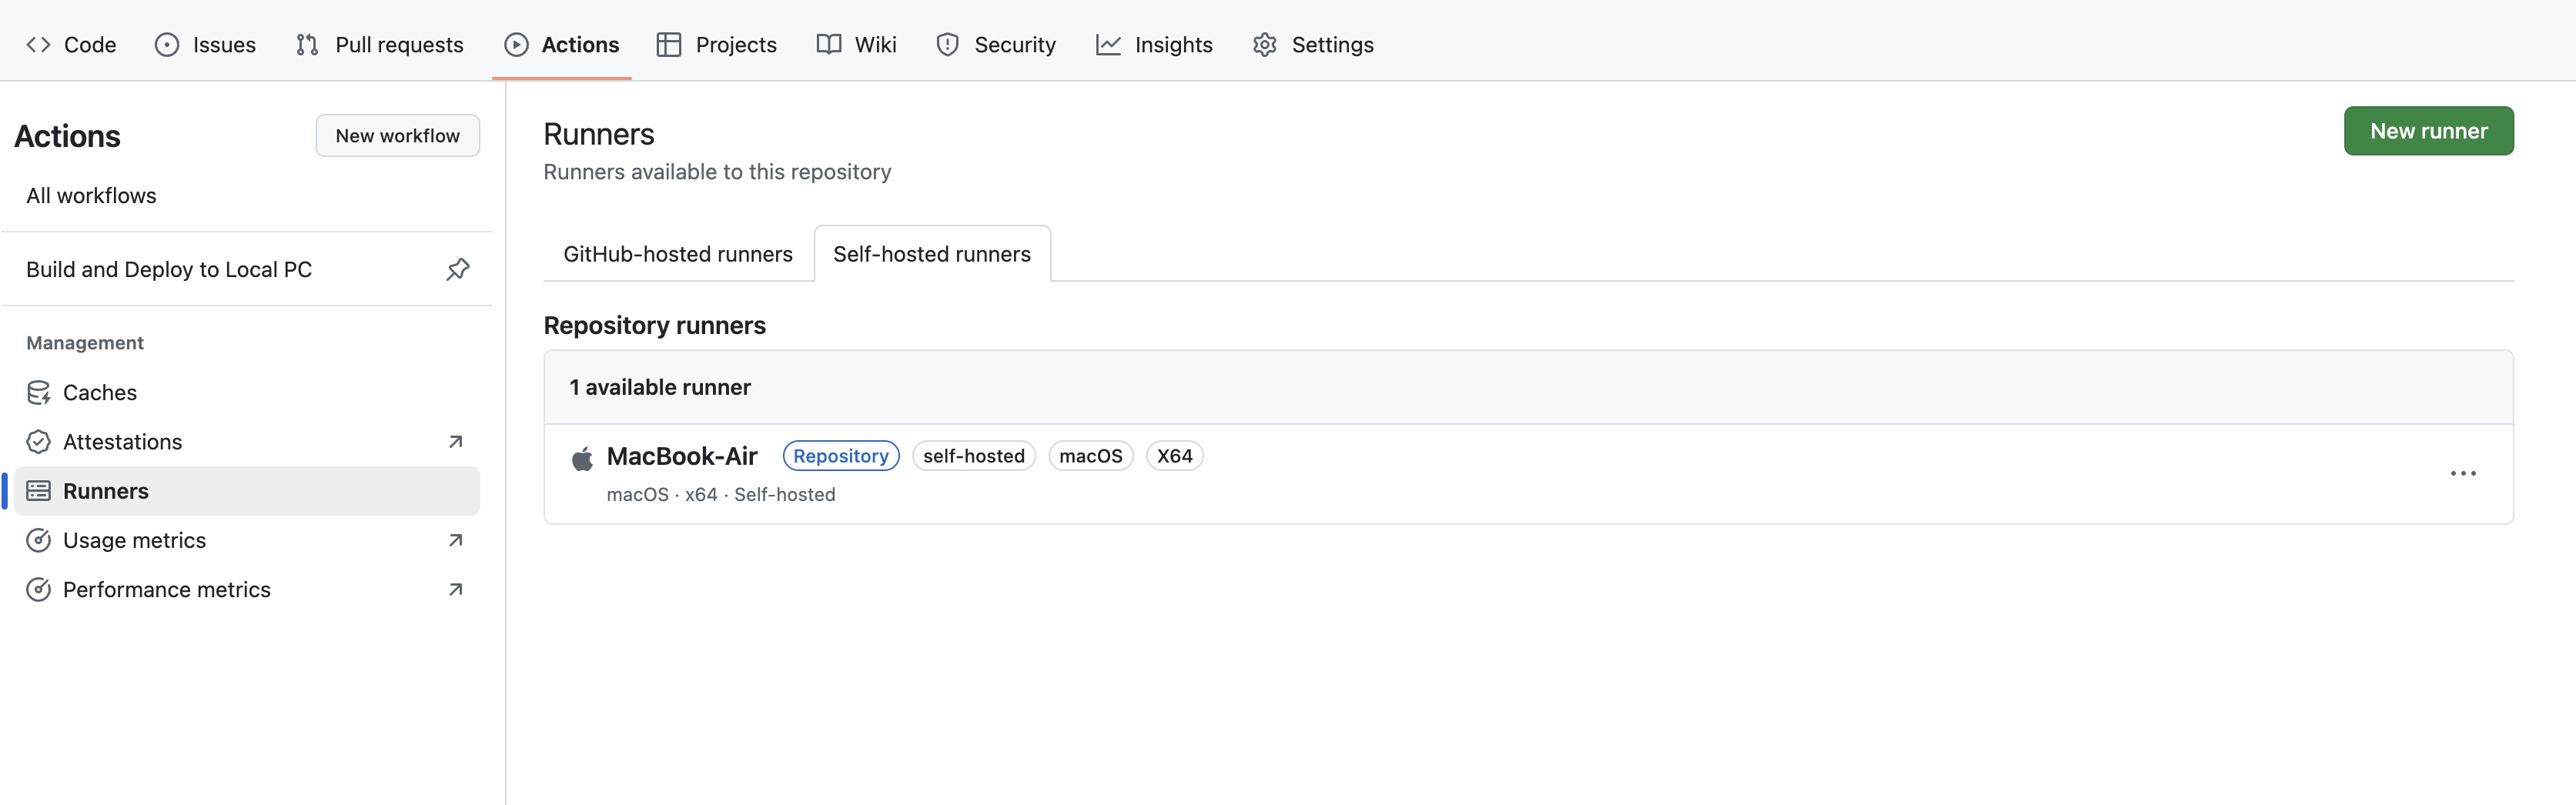 Code Issues Pull requests Actions Projects Wiki Security Insights Settings
Actions
New workflow
All workflows
Build and Deploy to Local PC
Management
Caches
Attestations
Runners
Usage metrics
Performance metrics
Runners
Runners available to this repository
New runner
GitHub-hosted runners Self-hosted runners
Repository runners
1 available runner
MacBook-Air Repository self-hosted macOS X64
macOS · x64 · Self-hosted